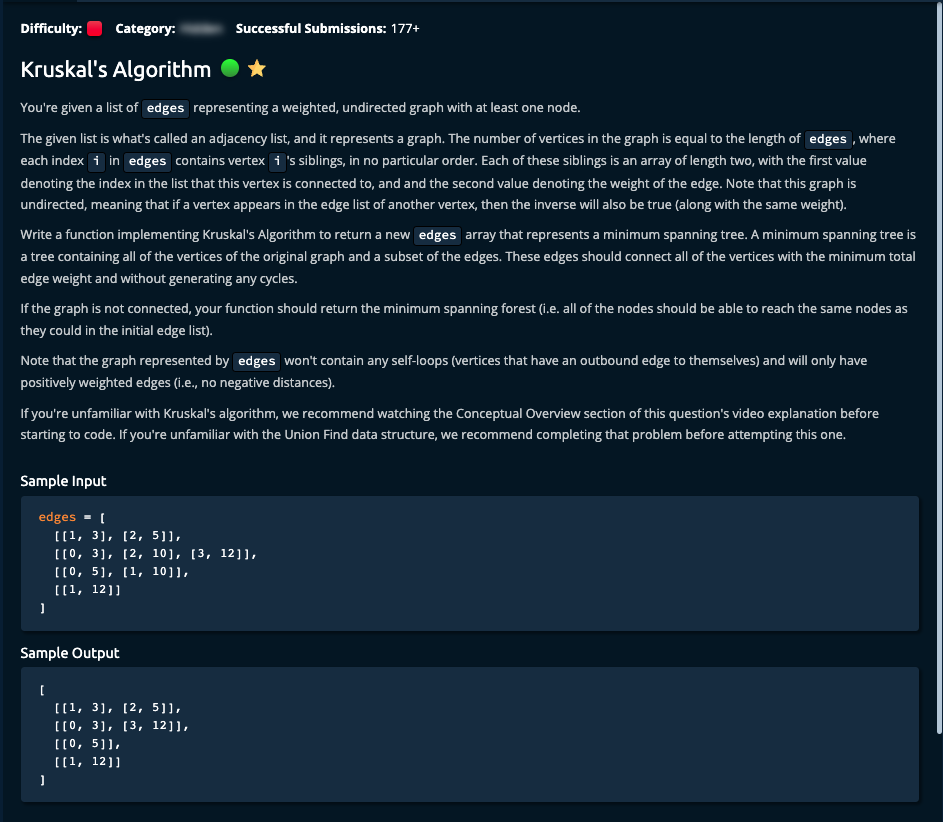 Difficulty: Category: Successful Submissions: 177+
Kruskal's Algorithm
You're given a list of edges representing a weighted, undirected graph with at least one node.
The given list is what's called an adjacency list, and it represents a graph. The number of vertices in the graph is equal to the length of edges, where
each index i in edges contains vertex i's siblings, in no particular order. Each of these siblings is an array of length two, with the first value
denoting the index in the list that this vertex is connected to, and and the second value denoting the weight of the edge. Note that this graph is
undirected, meaning that if a vertex appears in the edge list of another vertex, then the inverse will also be true (along with the same weight).
Write a function implementing Kruskal's Algorithm to return a new edges array that represents a minimum spanning tree. A minimum spanning tree is
a tree containing all of the vertices of the original graph and a subset of the edges. These edges should connect all of the vertices with the minimum total
edge weight and without generating any cycles.
If the graph is not connected, your function should return the minimum spanning forest (i.e. all of the nodes should be able to reach the same nodes as
they could in the initial edge list).
Note that the graph represented by edges won't contain any self-loops (vertices that have an outbound edge to themselves) and will only have
positively weighted edges (i.e., no negative distances).
If you're unfamiliar with Kruskal's algorithm, we recommend watching the Conceptual Overview section of this question's video explanation before
starting to code. If you're unfamiliar with the Union Find data structure, we recommend completing that problem before attempting this one.
Sample Input
edges = [
[[1, 3], [2, 5]],
[[0, 3], [2, 10], [3, 12]],
[[0, 5], [1, 10]],
[[1, 12]]
]
Sample Output
[
[[1, 3], [2, 5]],
[[0, 3], [3, 12]],
[[0, 5]],
[[1, 12]]
]